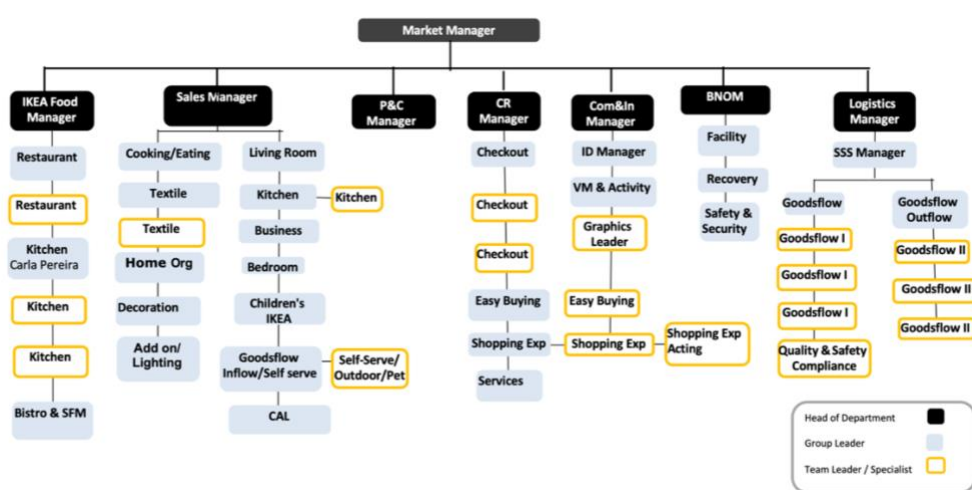 Market Manager
IKEA Food
Manager
Sales Manager
P&C
Manager
CR
Manager
Com&In
Manager
BNOM
Logistics
Manager
Restaurant
Restaurant
Kitchen
Carla Pereira
Kitchen
Kitchen
Bistro & SFM
Cooking/Eating
Textile
Textile
Home Org
Decoration
Add on/
Lighting
Living Room
Kitchen
Kitchen
Business
Bedroom
Children's
IKEA
Goodsflow
Inflow/Self serve
Self-Serve/
Outdoor/Pet
CAL
Checkout
Checkout
Checkout
Easy Buying
Shopping Exp
Services
ID Manager
VM & Activity
Graphics
Leader
Easy Buying
Shopping Exp
Shopping Exp
Acting
Facility
Recovery
Safety &
Security
SSS Manager
Goodsflow
Goodsflow I
Goodsflow I
Goodsflow I
Quality & Safety
Compliance
Goodsflow
Outflow
Goodsflow II
Goodsflow II
Goodsflow II
Head of Department
Group Leader
Team Leader / Specialist